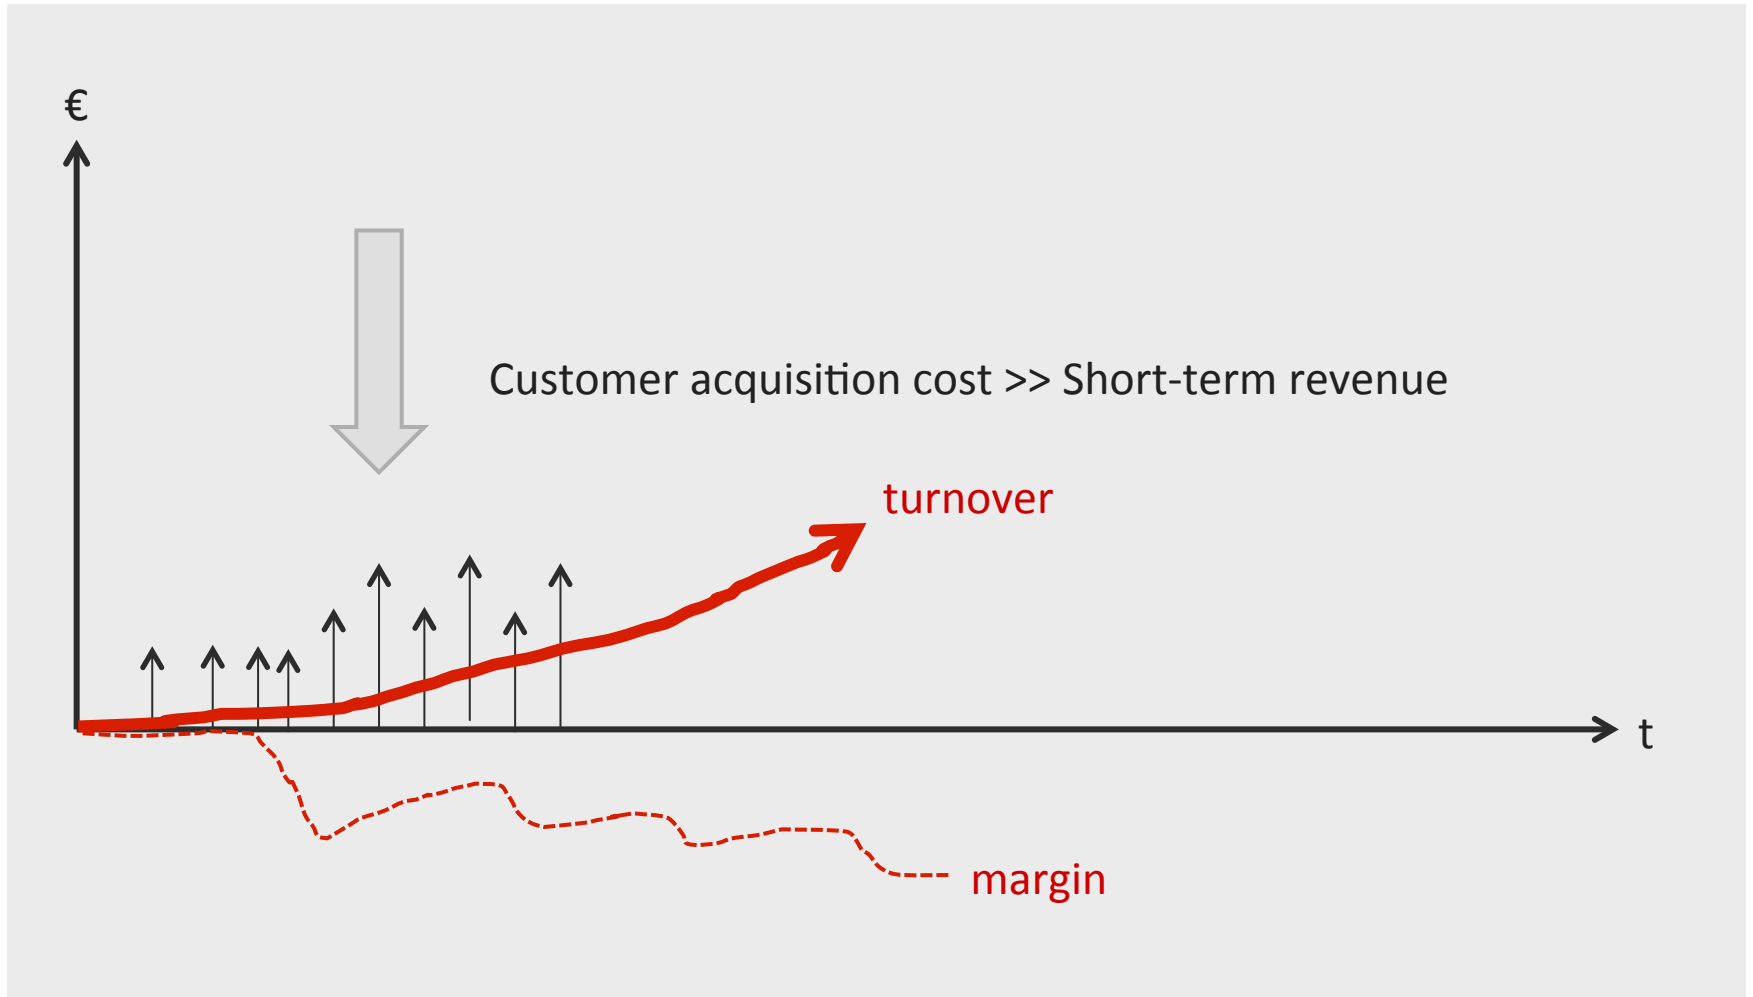 €
Customer acquisition cost >> Short-term revenue
turnover
t
margin